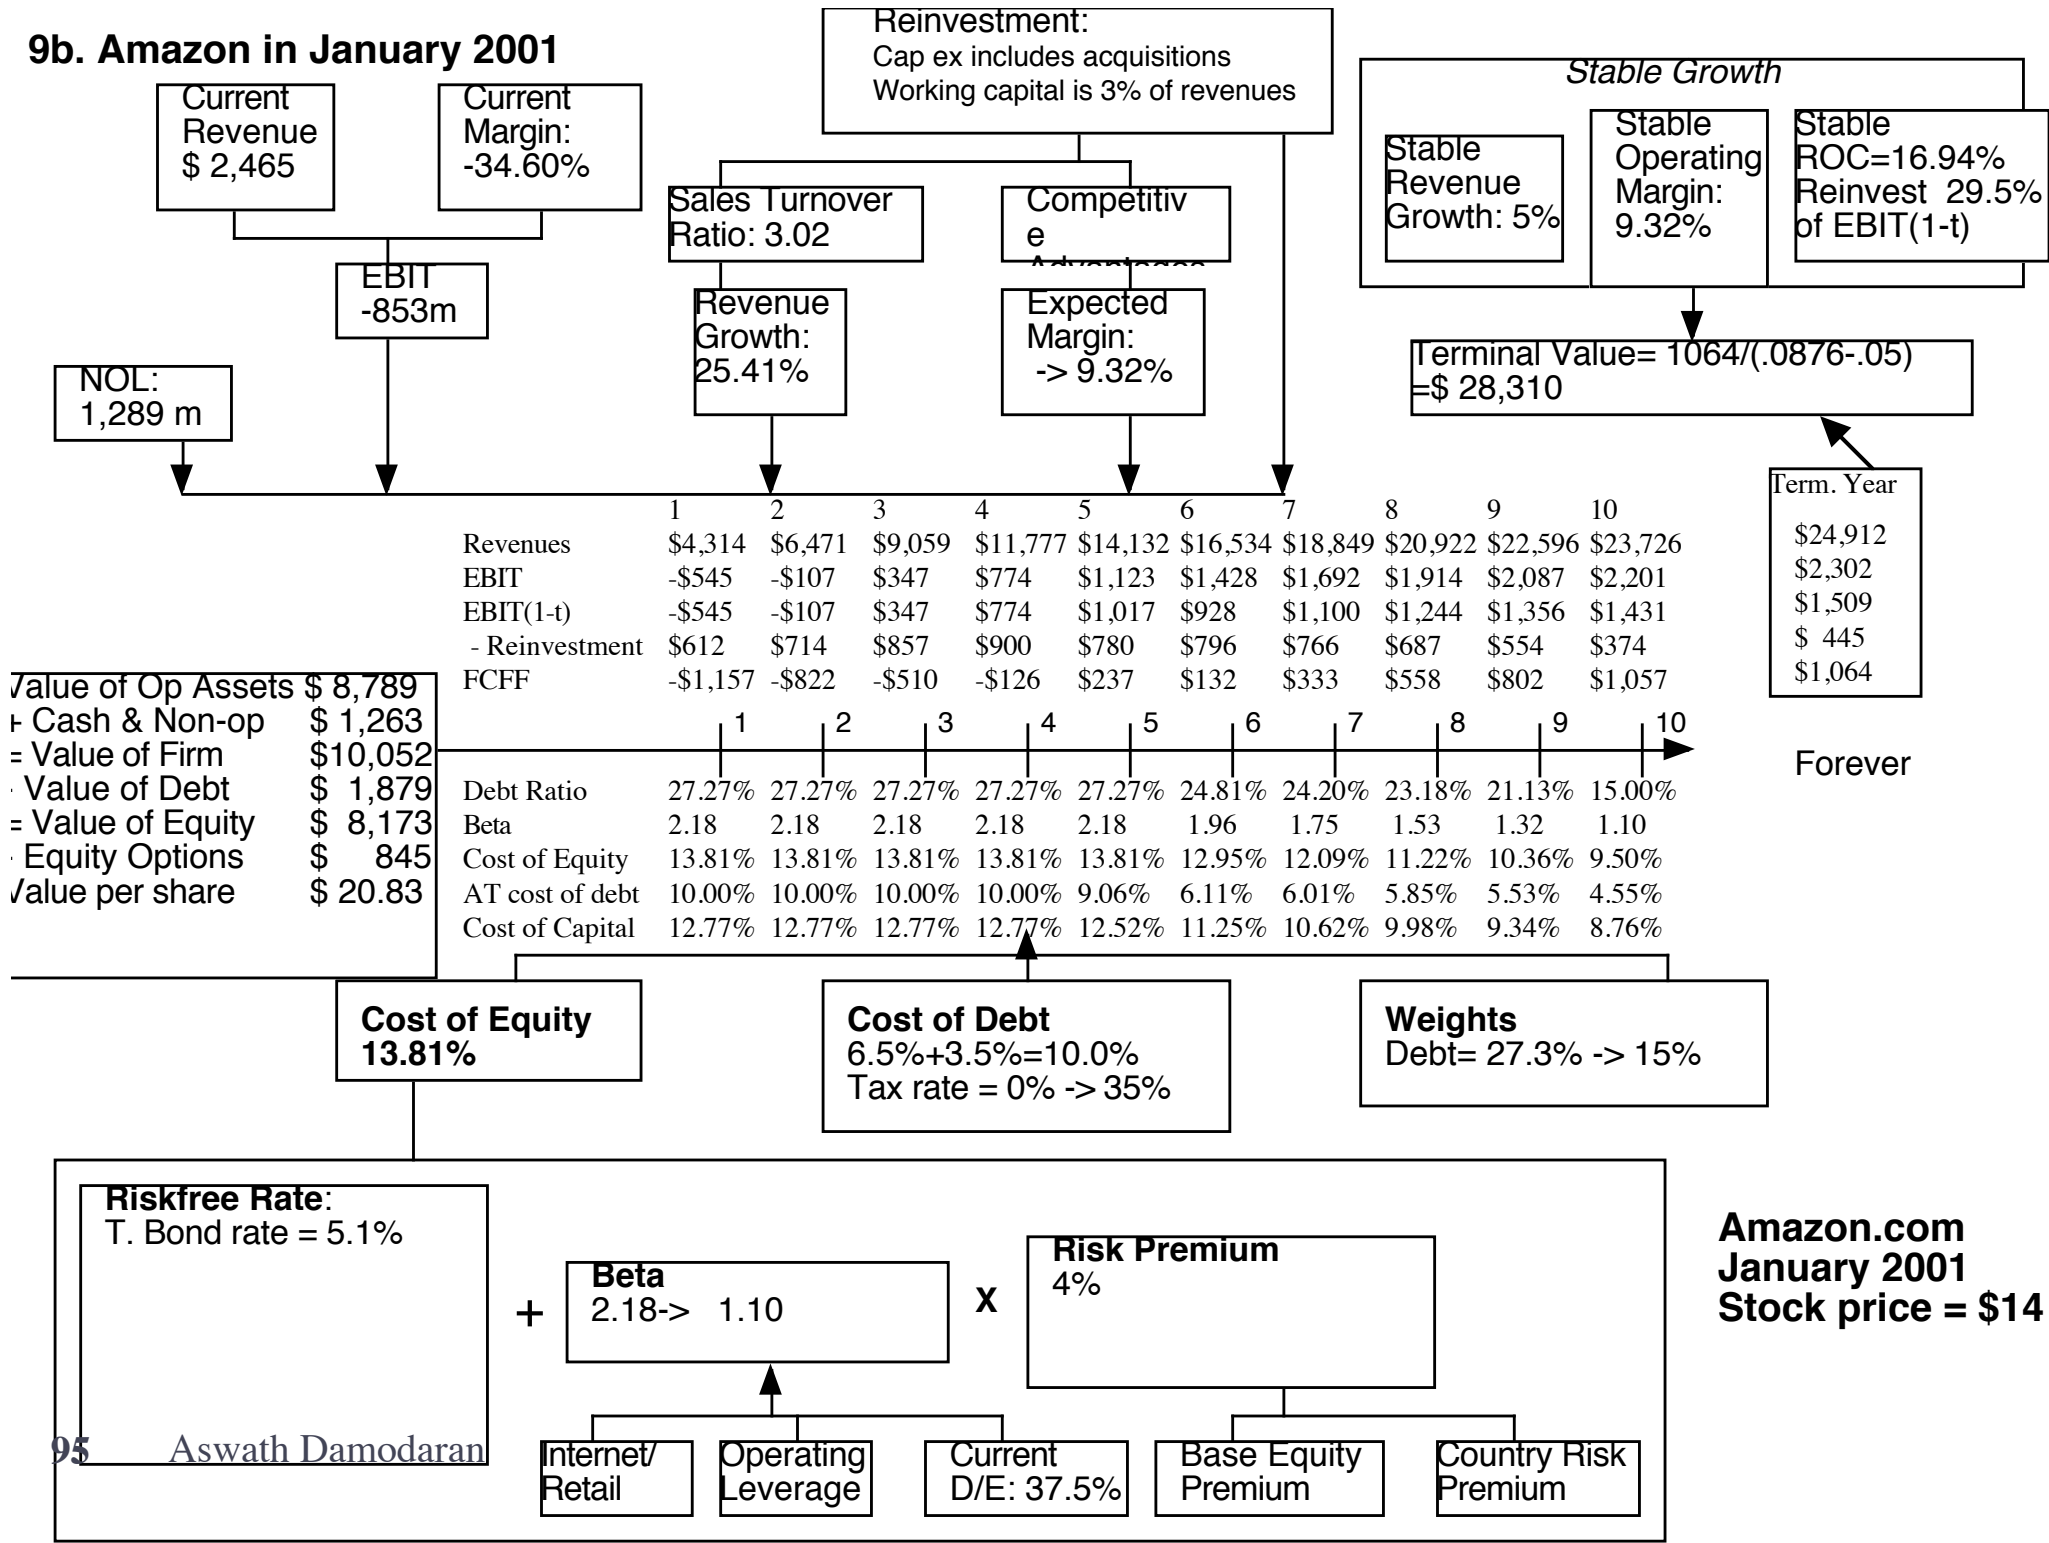 9b. Amazon in January 2001
Reinvestment:
Cap ex includes acquisitions
Working capital is 3% of revenues
Stable Growth
Current
Revenue
$ 2,465
Current
Margin:
-34.60%
Stable
Revenue
Growth: 5%
Stable
Operating
Margin:
9.32%
Stable
ROC=16.94%
Reinvest 29.5%
of EBIT(1-t)
Sales Turnover
Ratio: 3.02
Competitiv
e
Advantages
EBIT
-853m
Revenue
Growth:
25.41%
Expected
Margin:
-> 9.32%
NOL:
1,289 m
Terminal Value= 1064/(.0876-.05)
=$ 28,310
Term. Year
$24,912
$2,302
$1,509
$ 445
$1,064
1 2 3 4 5 6 7 8 9 10
Revenues $4,314 $6,471 $9,059 $11,777 $14,132 $16,534 $18,849 $20,922 $22,596 $23,726
EBIT -$545 -$107 $347 $774 $1,123 $1,428 $1,692 $1,914 $2,087 $2,201
EBIT(1-t) -$545 -$107 $347 $774 $1,017 $928 $1,100 $1,244 $1,356 $1,431
- Reinvestment $612 $714 $857 $900 $780 $796 $766 $687 $554 $374
FCFF -$1,157 -$822 -$510 -$126 $237 $132 $333 $558 $802 $1,057
1 2 3 4 5 6 7 8 9 10
Forever
Value of Op Assets $ 8,789
+ Cash & Non-op $ 1,263
= Value of Firm $10,052
- Value of Debt $ 1,879
= Value of Equity $ 8,173
- Equity Options $ 845
Value per share $ 20.83
Debt Ratio 27.27% 27.27% 27.27% 27.27% 27.27% 24.81% 24.20% 23.18% 21.13% 15.00%
Beta 2.18 2.18 2.18 2.18 2.18 1.96 1.75 1.53 1.32 1.10
Cost of Equity 13.81% 13.81% 13.81% 13.81% 13.81% 12.95% 12.09% 11.22% 10.36% 9.50%
AT cost of debt 10.00% 10.00% 10.00% 10.00% 9.06% 6.11% 6.01% 5.85% 5.53% 4.55%
Cost of Capital 12.77% 12.77% 12.77% 12.77% 12.52% 11.25% 10.62% 9.98% 9.34% 8.76%
Cost of Equity
13.81%
Cost of Debt
6.5%+3.5%=10.0%
Tax rate = 0% -> 35%
Weights
Debt= 27.3% -> 15%
Riskfree Rate:
T. Bond rate = 5.1%
+
Beta
2.18-> 1.10
X
Risk Premium
4%
Amazon.com
January 2001
Stock price = $14
Internet/
Retail
Operating
Leverage
Current
D/E: 37.5%
Base Equity
Premium
Country Risk
Premium
Aswath Damodaran